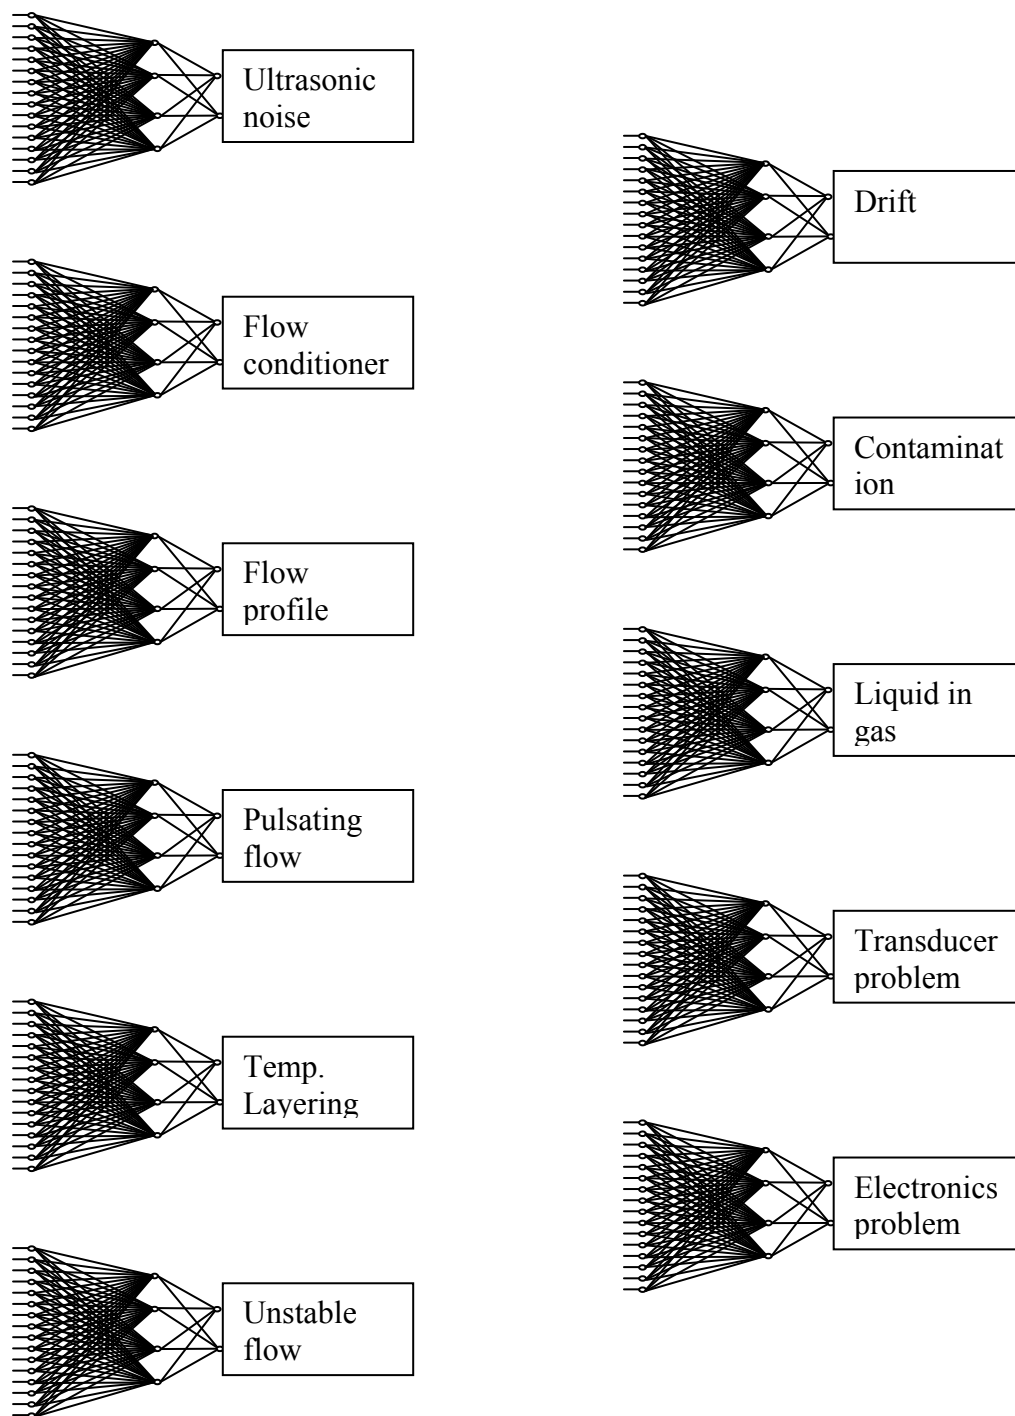 Ultrasonic
noise
Flow
conditioner
Flow
profile
Pulsating
flow
Temp.
Layering
Unstable
flow
Drift
Contaminat
ion
Liquid in
gas
Transducer
problem
Electronics
problem